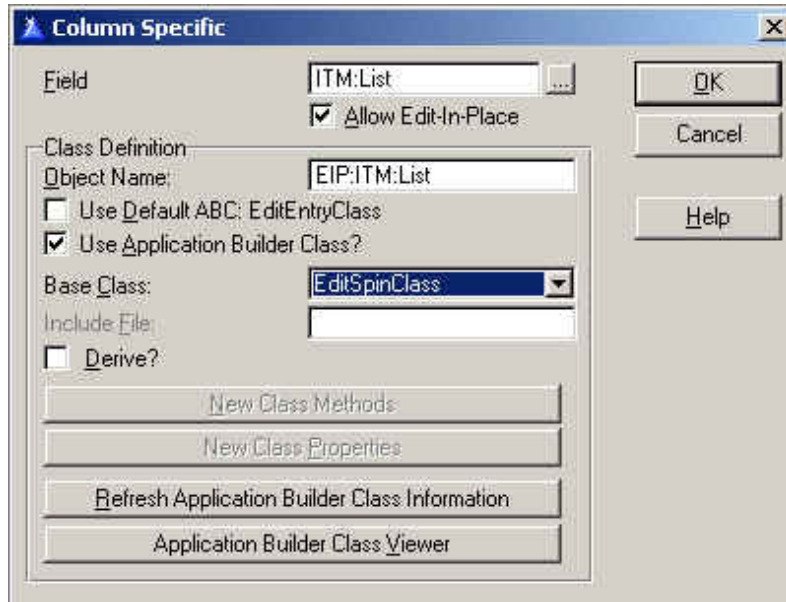 Column Specific
Field ITM:List ...
Allow Edit-In-Place
OK
Cancel
Class Definition
Object Name: EIP:ITM:List
Use Default ABC: EditEntryClass
Help
Use Application Builder Class?
Base Class: EditSpinClass
Include File:
Derive?
New Class Methods
New Class Properties
Refresh Application Builder Class Information
Application Builder Class Viewer